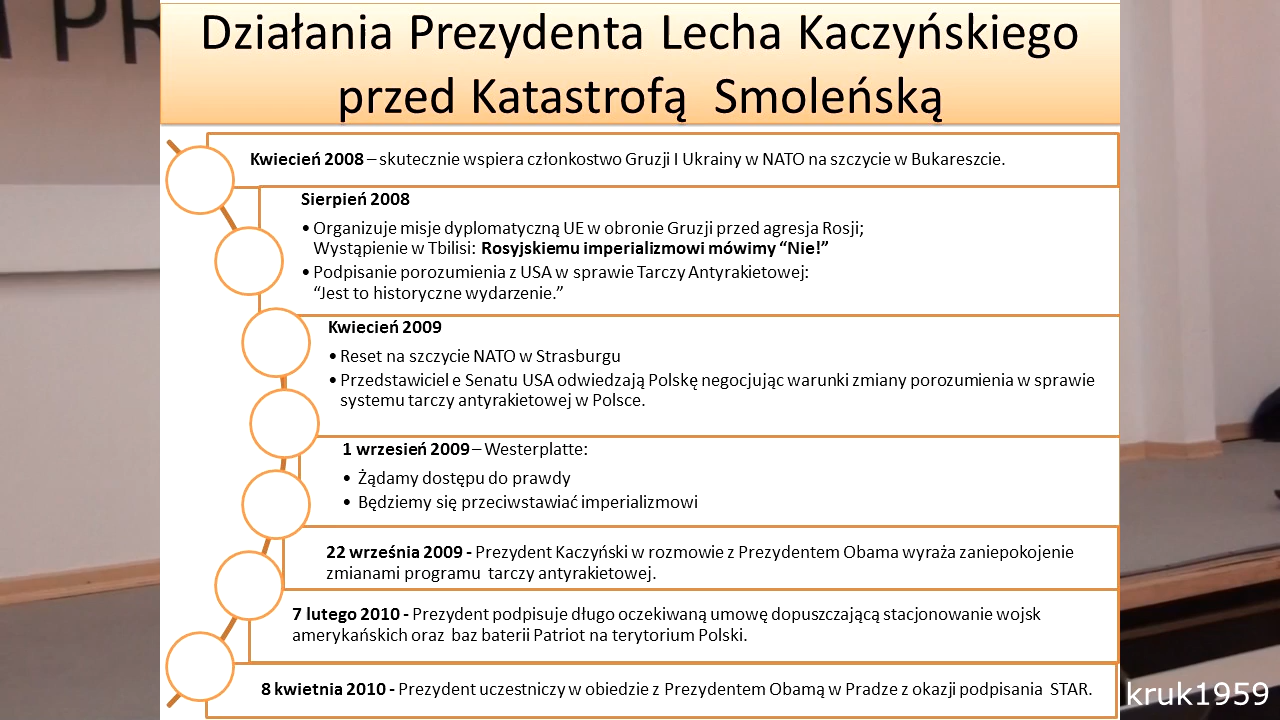 Działania Prezydenta Lecha Kaczyńskiego
przed Katastrofą Smoleńską
Kwiecień 2008 – skutecznie wspiera członkostwo Gruzji I Ukrainy w NATO na szczycie w Bukareszcie.
Sierpień 2008
• Organizuje misje dyplomatyczną UE w obronie Gruzji przed agresja Rosji;
Wystąpienie w Tbilisi: Rosyjskiemu imperializmowi mówimy “Nie!”
• Podpisanie porozumienia z USA w sprawie Tarczy Antyrakietowej:
“Jest to historyczne wydarzenie.”
Kwiecień 2009
• Reset na szczycie NATO w Strasburgu
• Przedstawiciel e Senatu USA odwiedzają Polskę negocjując warunki zmiany porozumienia w sprawie
systemu tarczy antyrakietowej w Polsce.
1 wrzesień 2009 – Westerplatte:
• Żądamy dostępu do prawdy
• Będziemy się przeciwstawiać imperializmowi
22 września 2009 - Prezydent Kaczyński w rozmowie z Prezydentem Obama wyraża zaniepokojenie
zmianami programu tarczy antyrakietowej.
7 lutego 2010 - Prezydent podpisuje długo oczekiwaną umowę dopuszczającą stacjonowanie wojsk
amerykańskich oraz baz baterii Patriot na terytorium Polski.
8 kwietnia 2010 - Prezydent uczestniczy w obiedzie z Prezydentem Obamą w Pradze z okazji podpisania STAR.
kruk1959